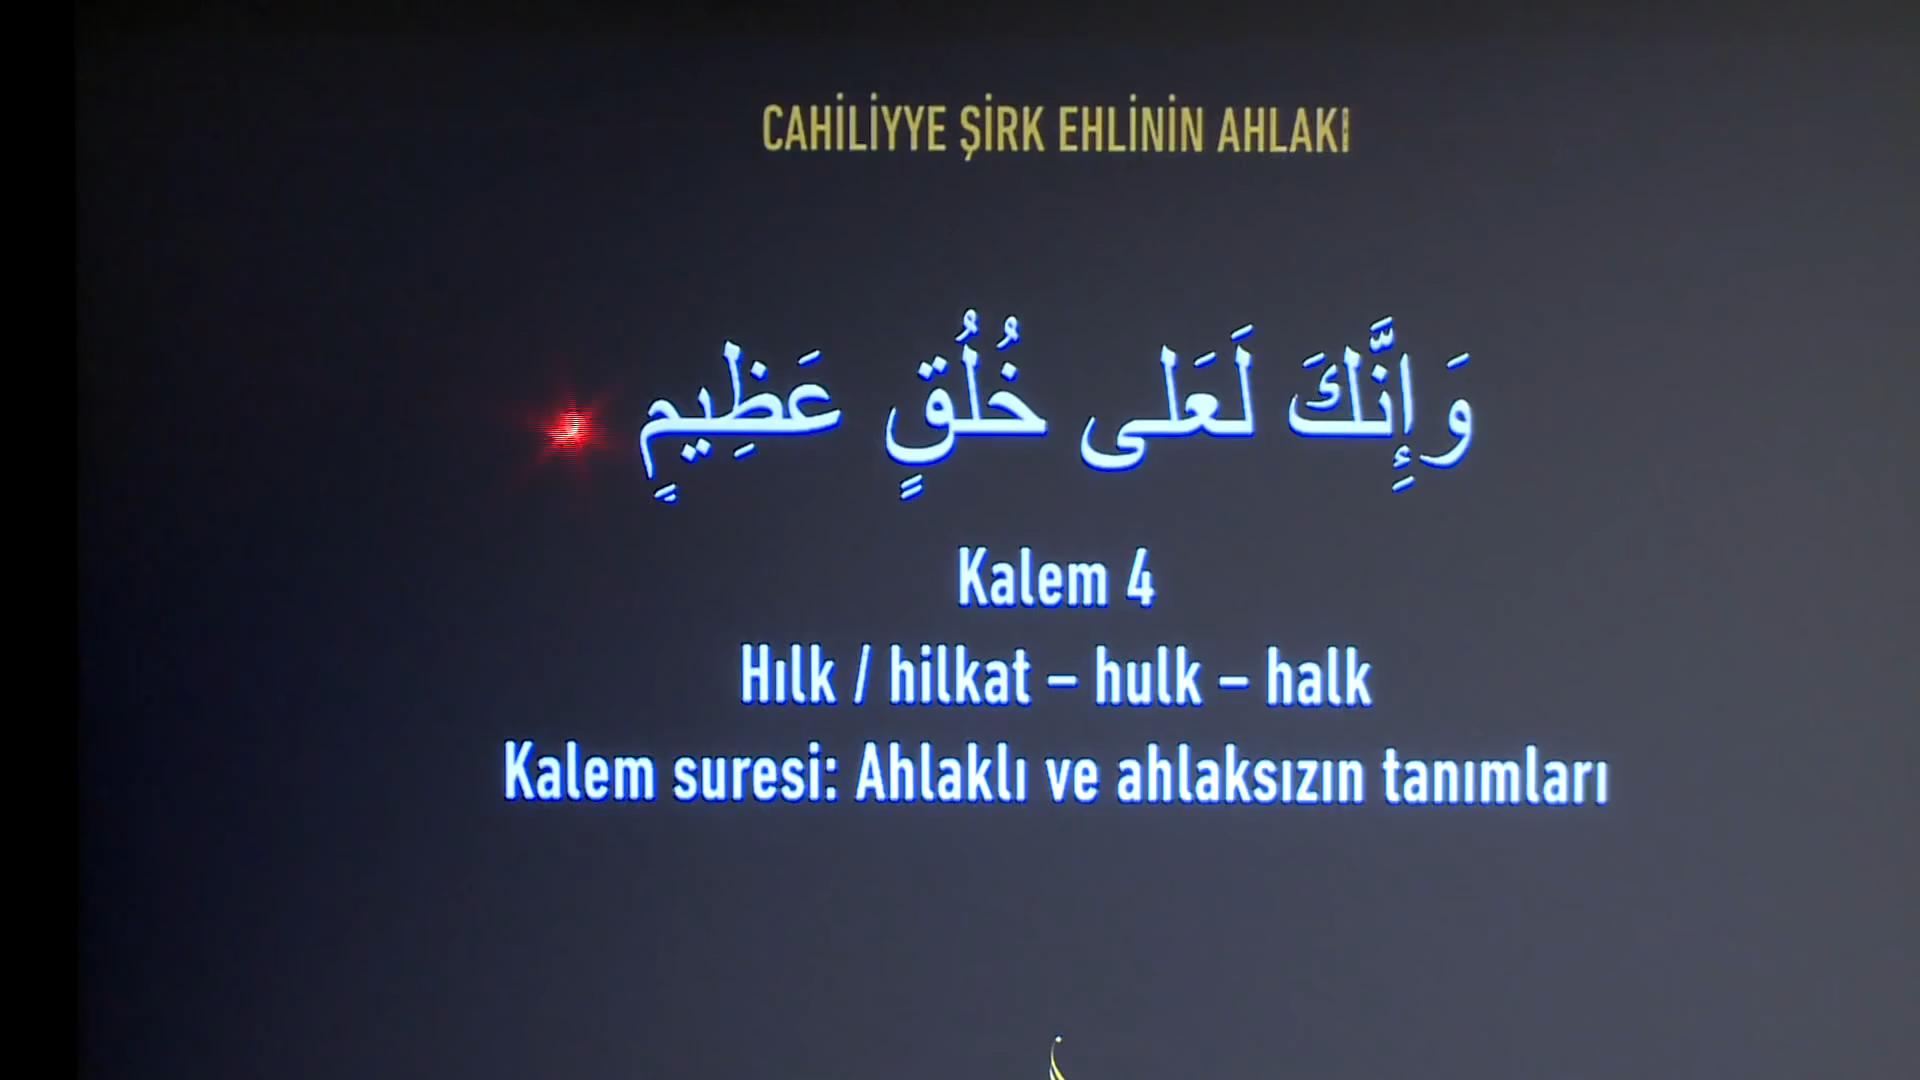 CAHİLİYYE ŞİRK EHLİNİN AHLAKI
وَإِنَّكَ لَعَلَى خُلُقٍ عَظِيمٍ
Kalem 4
Hılk / hilkat – hulk – halk
Kalem suresi: Ahlaklı ve ahlaksızın tanımları